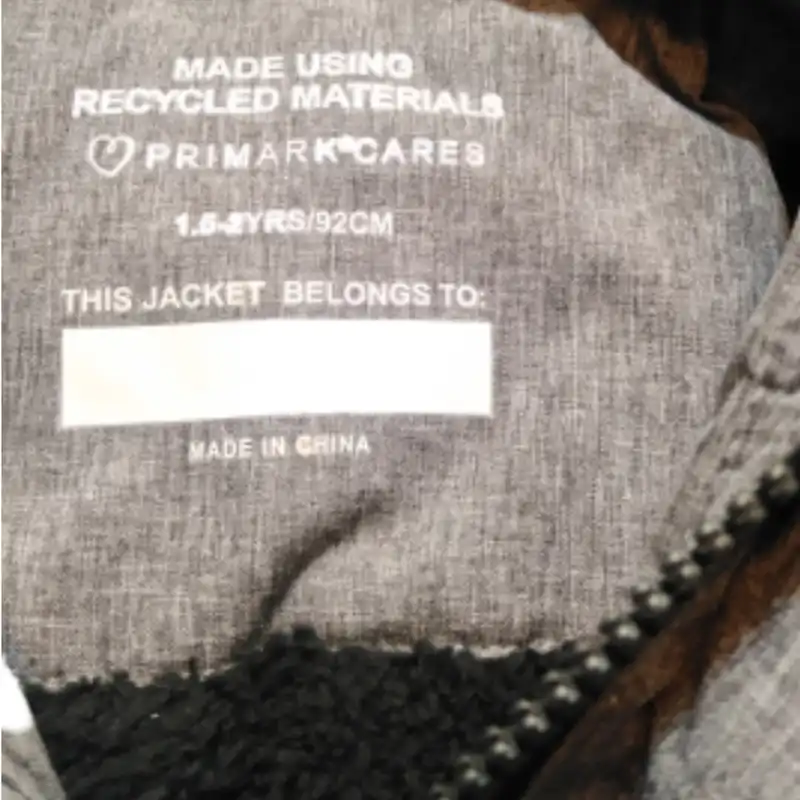 MADE USING
RECYCLED MATERIALS
PRIMARK®CARES
1.5-2YRS/92CM
THIS JACKET BELONGS TO:
MADE IN CHINA